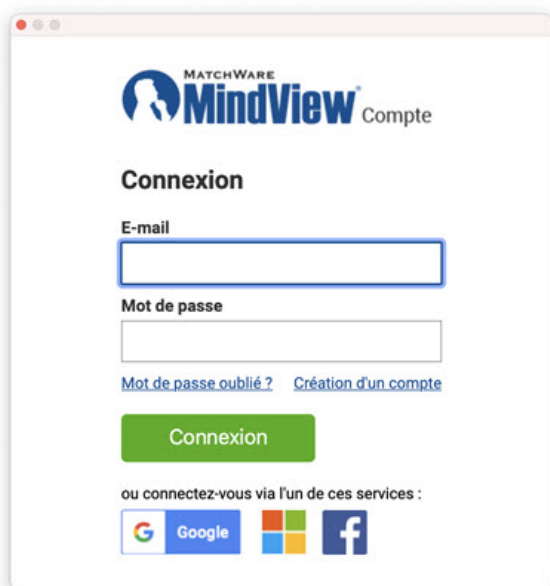 MATCHWARE
MindView® Compte
Connexion
E-mail
Mot de passe
Mot de passe oublié ? Création d'un compte
Connexion
ou connectez-vous via l'un de ces services :
G Google f